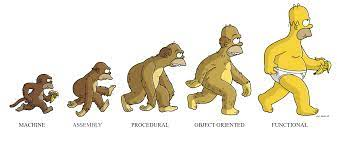 MACHINE
ASSEMBLY
PROCEDURAL
OBJECT ORIENTED
FUNCTIONAL